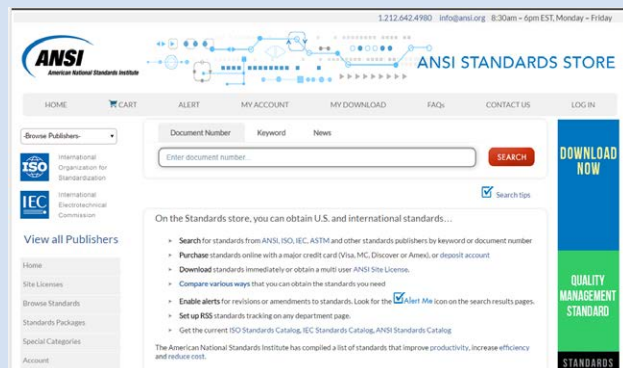 1.212.642.4980 info@ansi.org 8:30am – 6pm EST, Monday – Friday
ANSI
American National Standards Institute
ANSI STANDARDS STORE
HOME CART ALERT MY ACCOUNT MY DOWNLOAD FAQs CONTACT US LOG IN
-Browse Publishers-
ISO
International
Organization for
Standardization
IEC
International
Electrotechnical
Commission
View all Publishers
Home
Site Licenses
Browse Standards
Standards Packages
Special Categories
Account
Document Number Keyword News
Enter document number...
SEARCH
Search tips
On the Standards store, you can obtain U.S. and international standards…
Search for standards from ANSI, ISO, IEC, ASTM and other standards publishers by keyword or document number
Purchase standards online with a major credit card (Visa, MC, Discover or Amex), or deposit account
Download standards immediately or obtain a multi user ANSI Site License.
Compare various ways that you can obtain the standards you need
Enable alerts for revisions or amendments to standards. Look for the Alert Me icon on the search results pages.
Set up RSS standards tracking on any department page.
Get the current ISO Standards Catalog, IEC Standards Catalog, ANSI Standards Catalog
The American National Standards Institute has compiled a list of standards that improve productivity, increase efficiency
and reduce cost.
DOWNLOAD
NOW
QUALITY
MANAGEMENT
STANDARD
STANDARDS